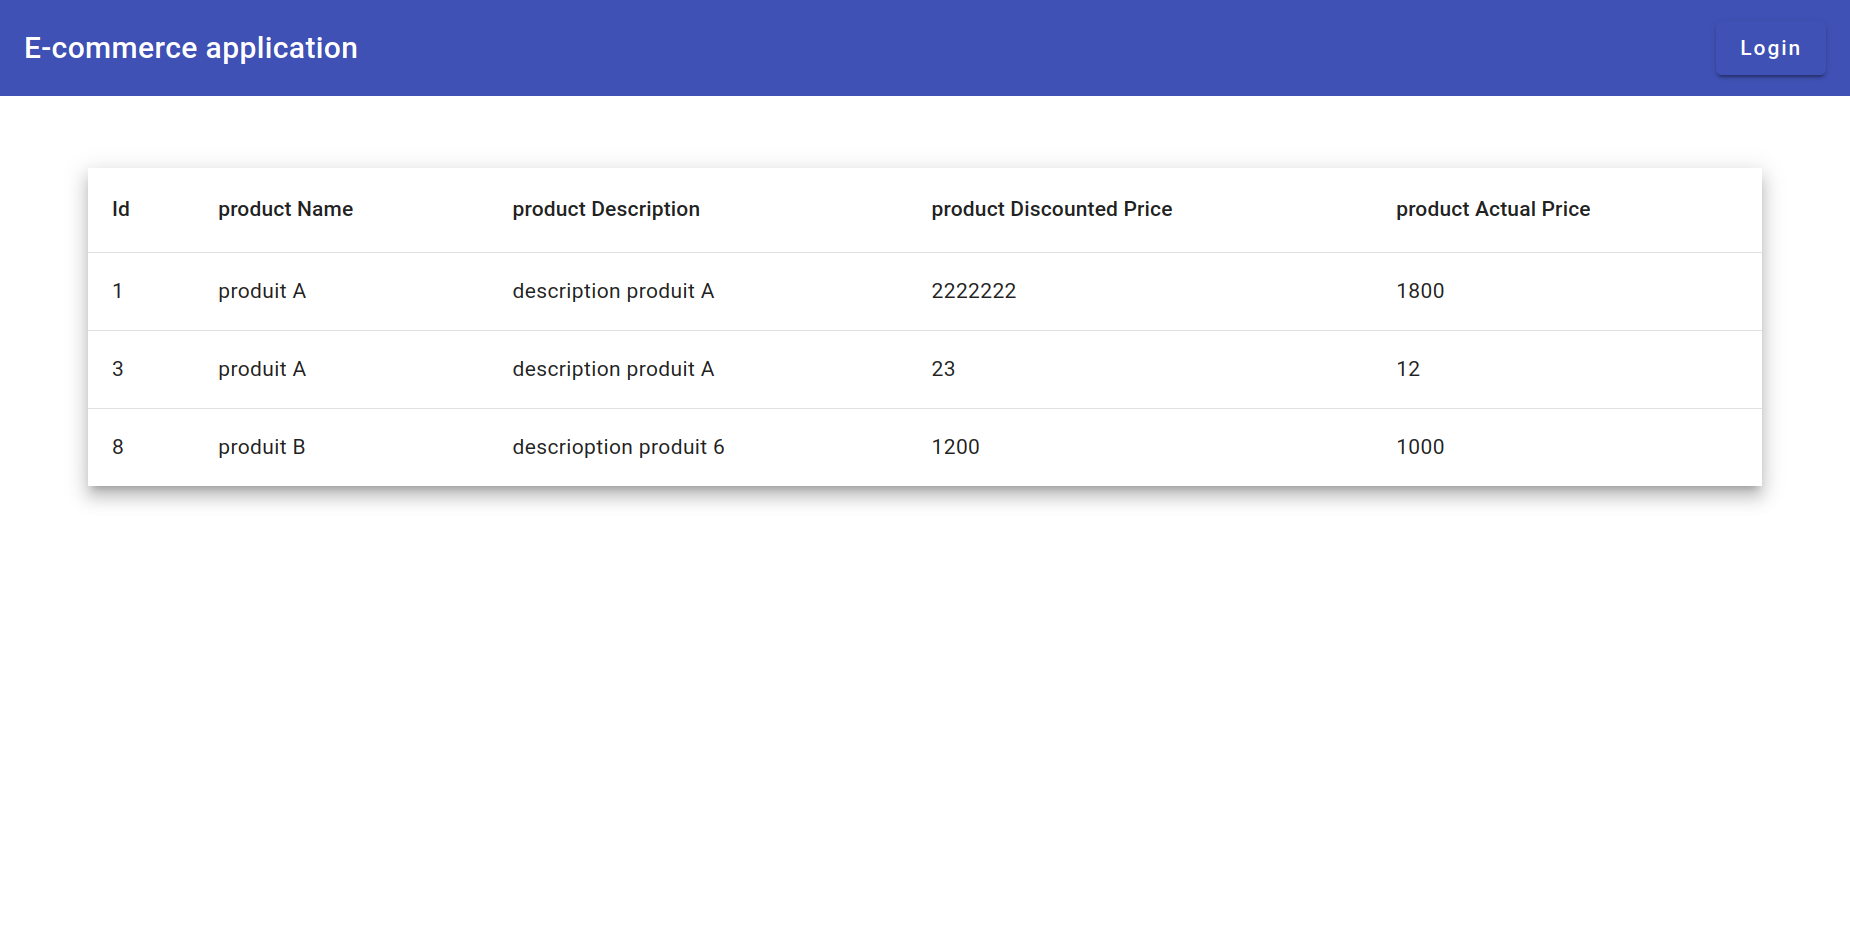 E-commerce application Login
Id product Name product Description product Discounted Price product Actual Price
1 produit A description produit A 2222222 1800
3 produit A description produit A 23 12
8 produit B descrioption produit 6 1200 1000